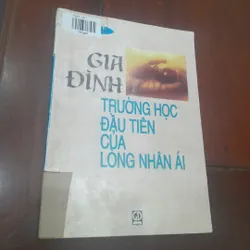 GIA
ĐÌNH
TRƯỜNG HỌC
ĐẦU TIÊN
CỦA
LÒNG NHÂN ÁI